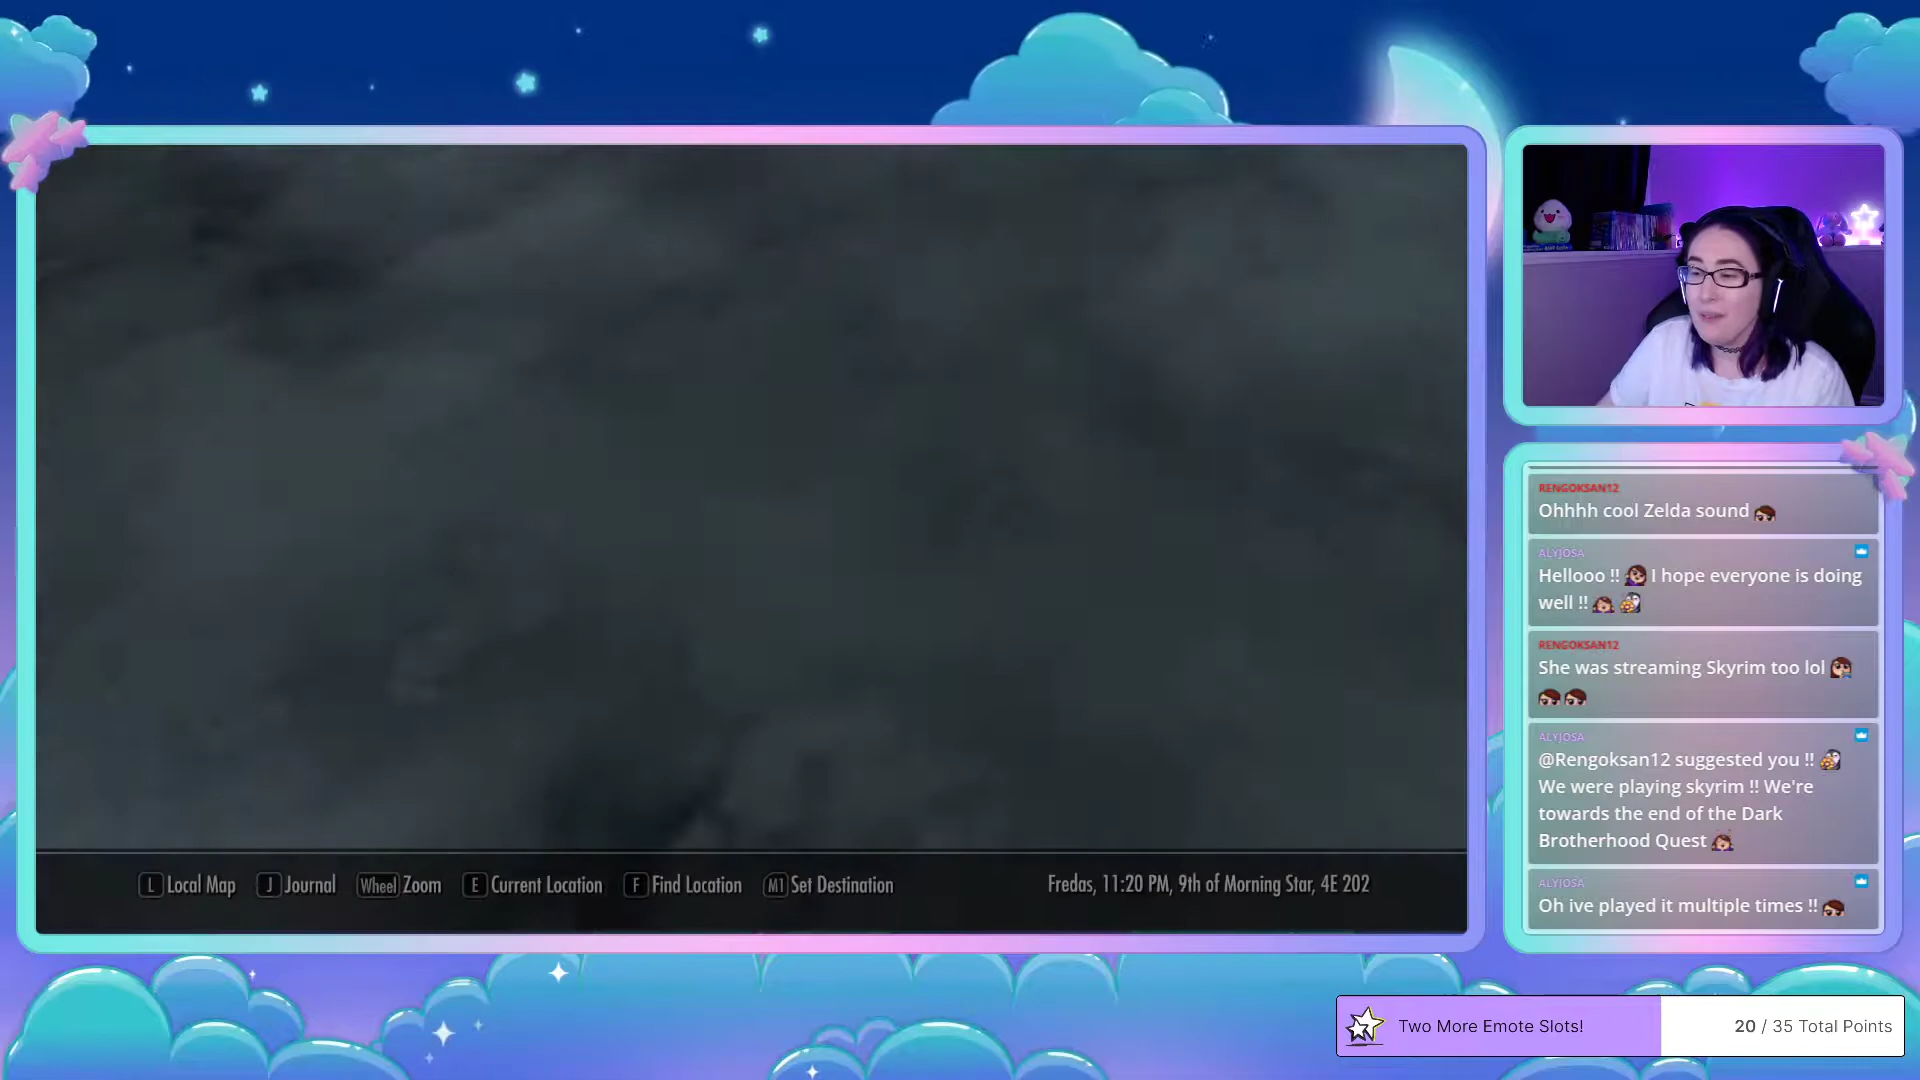 RENGOKSAN12
Ohhhh cool Zelda sound
ALYJOSA
Hellooo !! I hope everyone is doing
well !!
RENGOKSAN12
She was streaming Skyrim too lol
ALYJOSA
@Rengoksan12 suggested you !!
We were playing skyrim !! We're
towards the end of the Dark
Brotherhood Quest
ALYJOSA
Oh ive played it multiple times !!
L Local Map J Journal Wheel Zoom E Current Location F Find Location M1 Set Destination Fredas, 11:20 PM, 9th of Morning Star, 4E 202
Two More Emote Slots! 20 / 35 Total Points